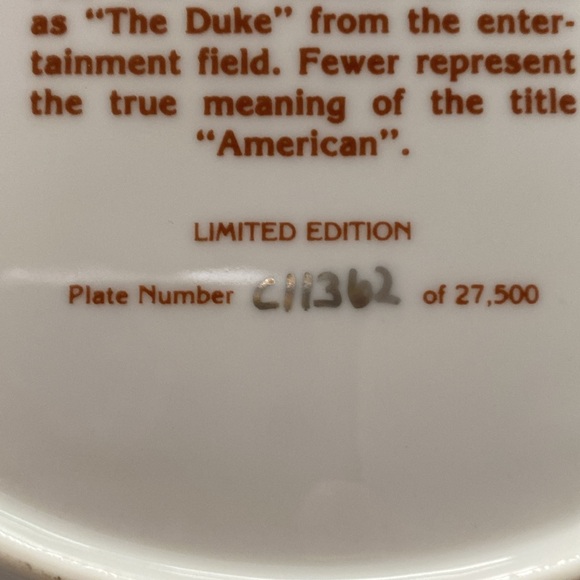 as “The Duke” from the enter-
tainment field. Fewer represent
the true meaning of the title
“American”.
LIMITED EDITION
Plate Number C11362 of 27,500